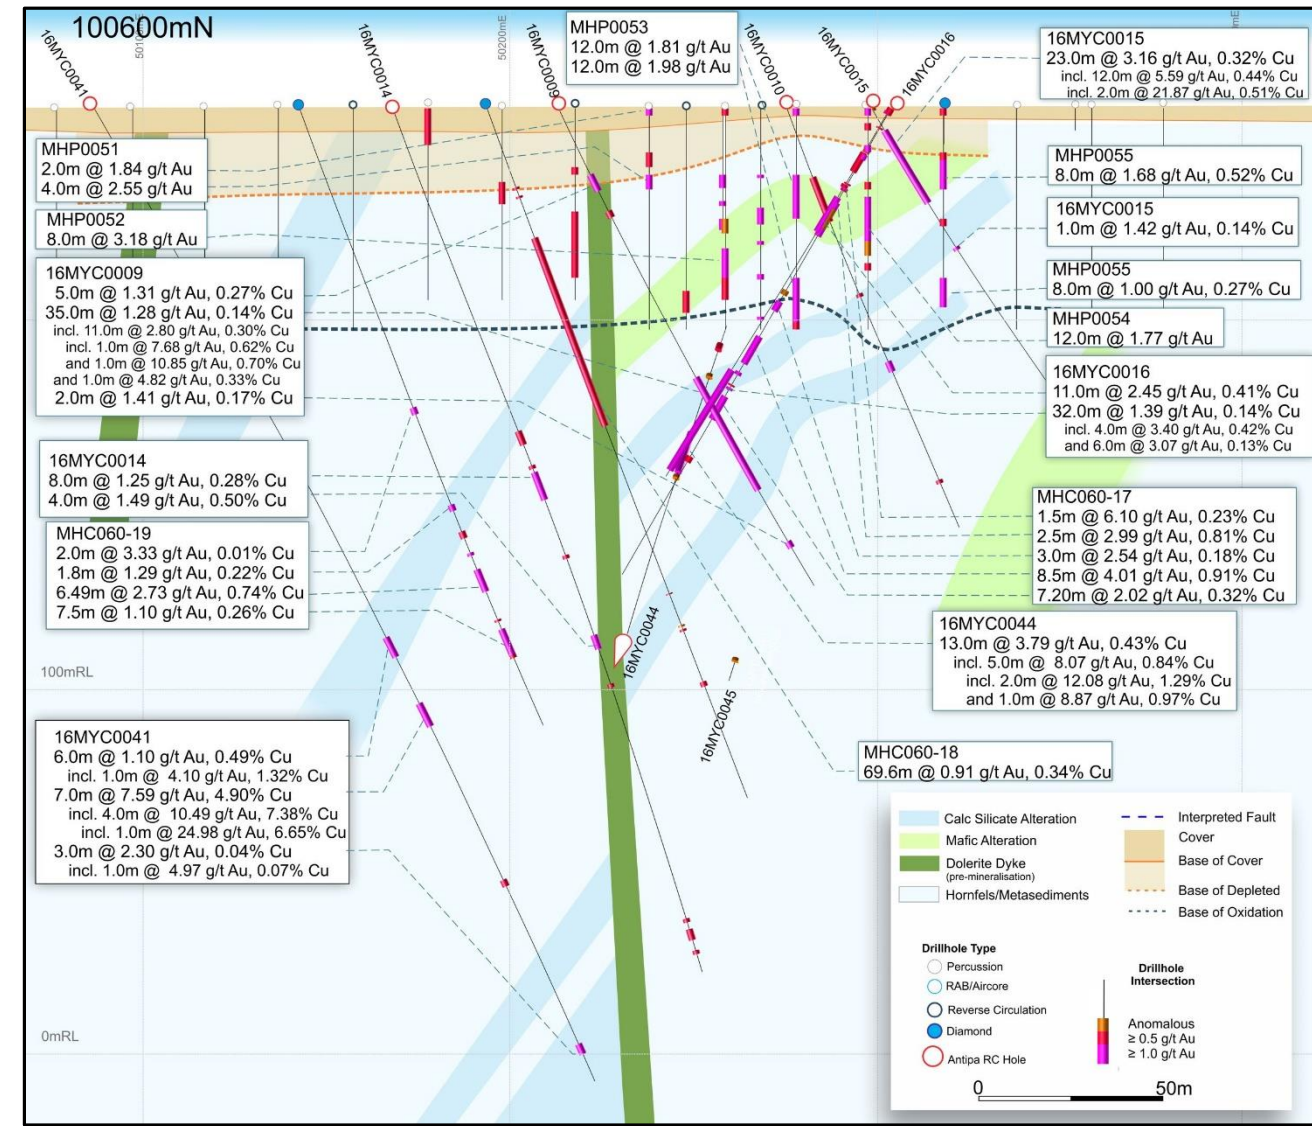 100600mN
50100mE
50200mE
16MYC0041
16MYC0014
16MYC0009
16MYC0010
16MYC0015
16MYC0016
MHP0053
12.0m @ 1.81 g/t Au
12.0m @ 1.98 g/t Au
16MYC0015
23.0m @ 3.16 g/t Au, 0.32% Cu
incl. 12.0m @ 5.59 g/t Au, 0.44% Cu
incl. 2.0m @ 21.87 g/t Au, 0.51% Cu
MHP0051
2.0m @ 1.84 g/t Au
4.0m @ 2.55 g/t Au
MHP0052
8.0m @ 3.18 g/t Au
16MYC0009
5.0m @ 1.31 g/t Au, 0.27% Cu
35.0m @ 1.28 g/t Au, 0.14% Cu
incl. 11.0m @ 2.80 g/t Au, 0.30% Cu
incl. 1.0m @ 7.68 g/t Au, 0.62% Cu
and 1.0m @ 10.85 g/t Au, 0.70% Cu
and 1.0m @ 4.82 g/t Au, 0.33% Cu
2.0m @ 1.41 g/t Au, 0.17% Cu
16MYC0014
8.0m @ 1.25 g/t Au, 0.28% Cu
4.0m @ 1.49 g/t Au, 0.50% Cu
MHC060-19
2.0m @ 3.33 g/t Au, 0.01% Cu
1.8m @ 1.29 g/t Au, 0.22% Cu
6.49m @ 2.73 g/t Au, 0.74% Cu
7.5m @ 1.10 g/t Au, 0.26% Cu
100mRL
16MYC0041
6.0m @ 1.10 g/t Au, 0.49% Cu
incl. 1.0m @ 4.10 g/t Au, 1.32% Cu
7.0m @ 7.59 g/t Au, 4.90% Cu
incl. 4.0m @ 10.49 g/t Au, 7.38% Cu
incl. 1.0m @ 24.98 g/t Au, 6.65% Cu
3.0m @ 2.30 g/t Au, 0.04% Cu
incl. 1.0m @ 4.97 g/t Au, 0.07% Cu
0mRL
MHP0055
8.0m @ 1.68 g/t Au, 0.52% Cu
16MYC0015
1.0m @ 1.42 g/t Au, 0.14% Cu
MHP0055
8.0m @ 1.00 g/t Au, 0.27% Cu
MHP0054
12.0m @ 1.77 g/t Au
16MYC0016
11.0m @ 2.45 g/t Au, 0.41% Cu
32.0m @ 1.39 g/t Au, 0.14% Cu
incl. 4.0m @ 3.40 g/t Au, 0.42% Cu
and 6.0m @ 3.07 g/t Au, 0.13% Cu
MHC060-17
1.5m @ 6.10 g/t Au, 0.23% Cu
2.5m @ 2.99 g/t Au, 0.81% Cu
3.0m @ 2.54 g/t Au, 0.18% Cu
8.5m @ 4.01 g/t Au, 0.91% Cu
7.20m @ 2.02 g/t Au, 0.32% Cu
16MYC0044
13.0m @ 3.79 g/t Au, 0.43% Cu
incl. 5.0m @ 8.07 g/t Au, 0.84% Cu
incl. 2.0m @ 12.08 g/t Au, 1.29% Cu
and 1.0m @ 8.87 g/t Au, 0.97% Cu
16MYC0044
16MYC0045
MHC060-18
69.6m @ 0.91 g/t Au, 0.34% Cu
Calc Silicate Alteration
Mafic Alteration
Dolerite Dyke
(pre-mineralisation)
Hornfels/Metasediments
Interpreted Fault
Cover
Base of Cover
Base of Depleted
Base of Oxidation
Drillhole Type
Percussion
RAB/Aircore
Reverse Circulation
Diamond
Antipa RC Hole
Drillhole
Intersection
Anomalous
≥ 0.5 g/t Au
≥ 1.0 g/t Au
0 50m